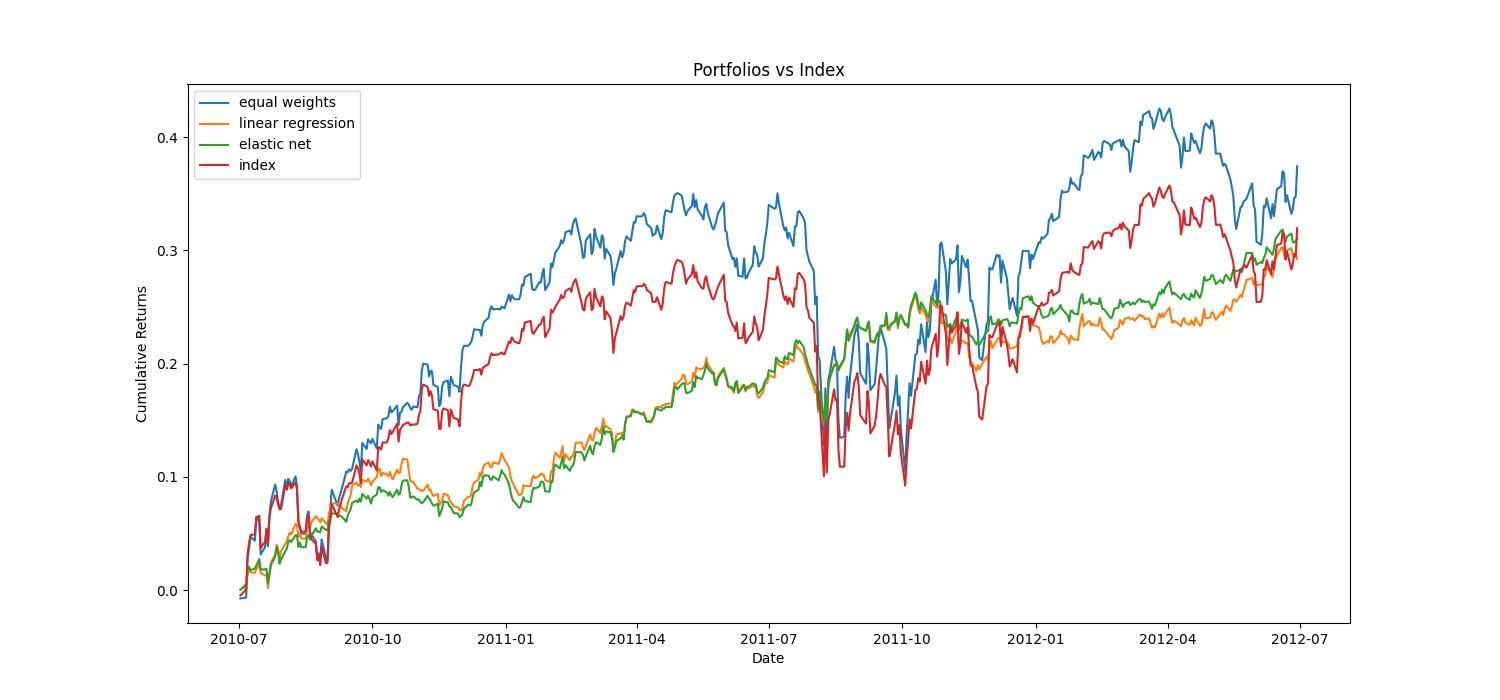 Portfolios vs Index
equal weights
linear regression
elastic net
index
Cumulative Returns
0.4
0.3
0.2
0.1
0.0
2010-07 2010-10 2011-01 2011-04 2011-07 2011-10 2012-01 2012-04 2012-07
Date